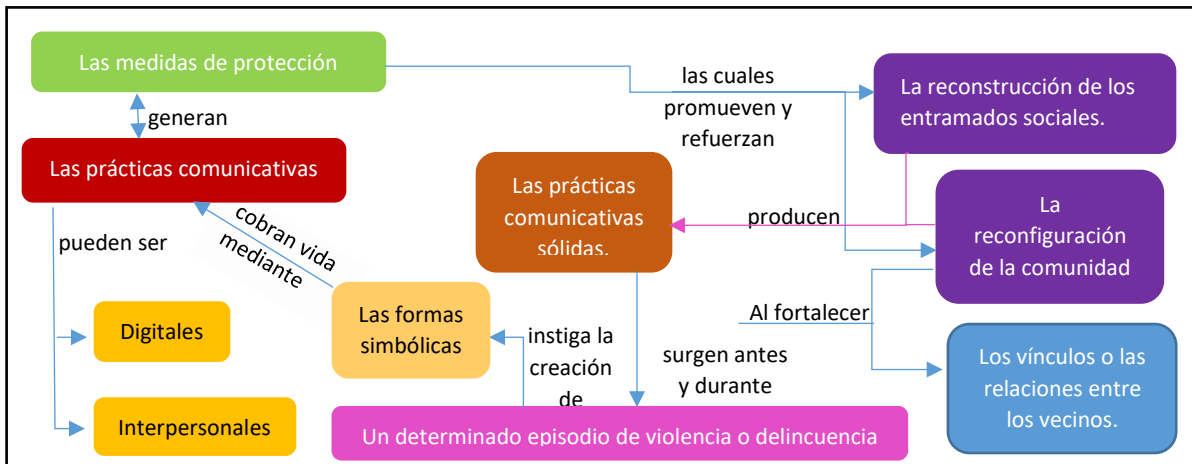 Las medidas de protección
generan
Las prácticas comunicativas
pueden ser
Digitales
Interpersonales
cobran vida
mediante
Las formas
simbólicas
instiga la
creación
de
Un determinado episodio de violencia o delincuencia
Las prácticas
comunicativas
sólidas.
surgen antes
y durante
las cuales
promueven y
refuerzan
La reconstrucción de los
entramados sociales.
producen
La
reconfiguración
de la comunidad
Al fortalecer
Los vínculos o las
relaciones entre
los vecinos.